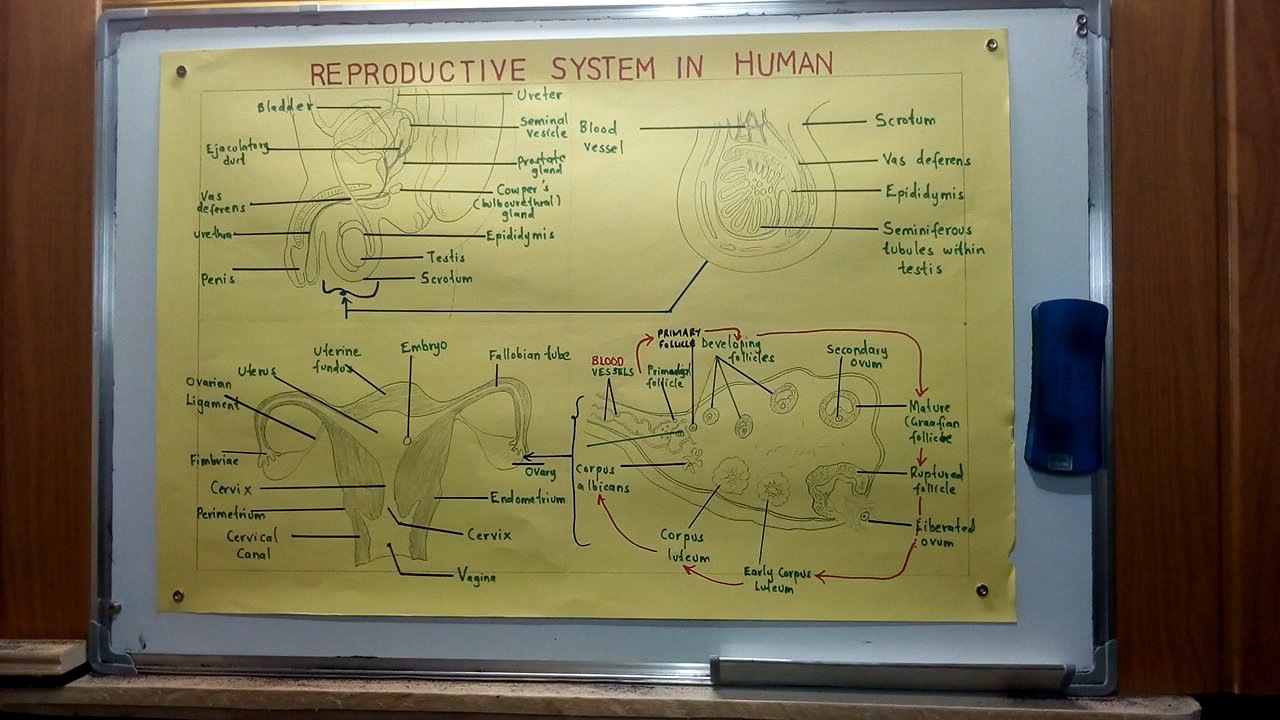 REPRODUCTIVE SYSTEM IN HUMAN
Bladder
Ureter
Seminal
vesicle
Ejaculatory
duct
Prostate
gland
Vas
deferens
Cowper's
(bulbourethral)
gland
urethra
Epididymis
Testis
Penis
Scrotum
Blood
vessel
Scrotum
Vas deferens
Epididymis
Seminiferous
tubules within
testis
Uterine
fundus
Embryo
Fallobian tube
Uterus
Ovarian
Ligament
Fimbriae
Ovary
Cervix
Endometrium
Perimetrium
Cervical
Canal
Cervix
Vagina
PRIMARY
FOLLICLE
Developing
follicles
BLOOD
VESSELS
follicle
Secondary
ovum
Mature
(Graafian
follicle
Ruptured
follicle
Liberated
ovum
Corpus
albicans
Corpus
luteum
Early Corpus
Luteum